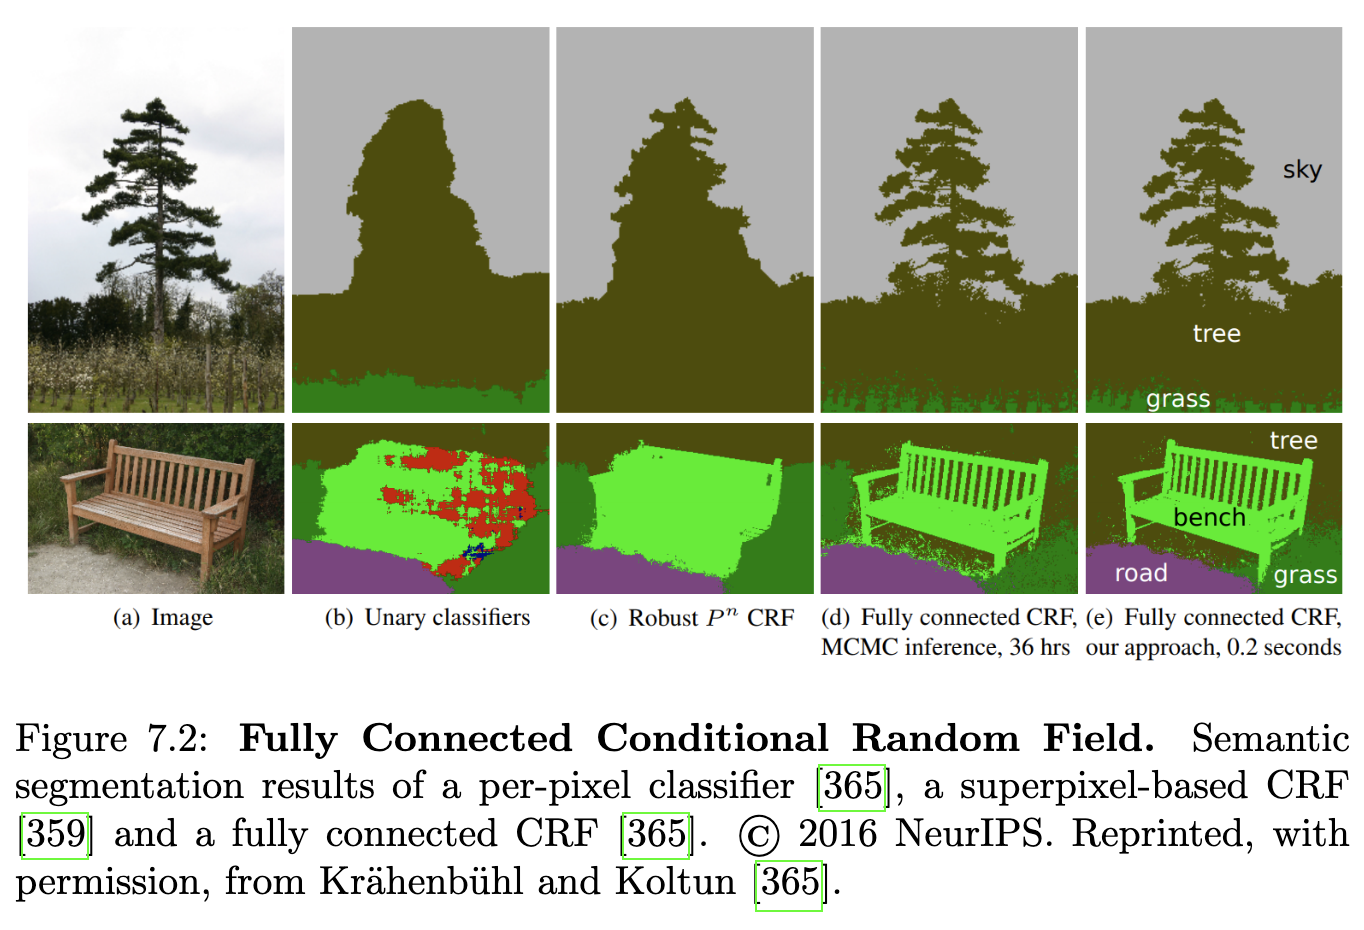 sky
tree
grass
tree
bench
road
grass
(a) Image
(b) Unary classifiers
(c) Robust Pⁿ CRF
(d) Fully connected CRF,
MCMC inference, 36 hrs
(e) Fully connected CRF,
our approach, 0.2 seconds
Figure 7.2: Fully Connected Conditional Random Field. Semantic
segmentation results of a per-pixel classifier [365], a superpixel-based CRF
[359] and a fully connected CRF [365]. © 2016 NeurIPS. Reprinted, with
permission, from Krähenbühl and Koltun [365].